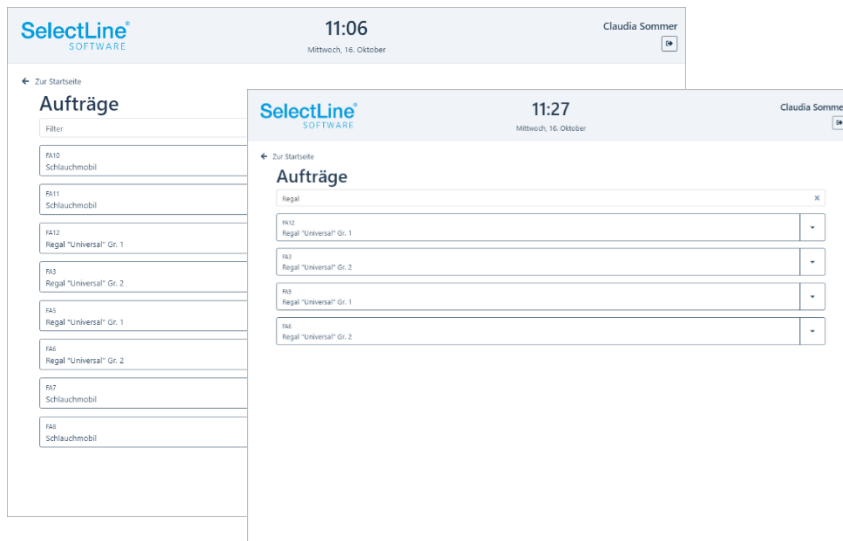 SelectLine®
SOFTWARE
11:06
Mittwoch, 16. Oktober
Claudia Sommer
Zur Startseite
Aufträge
Filter
FA10
Schlauchmobil
FA11
Schlauchmobil
FA12
Regal "Universal" Gr. 1
FA3
Regal "Universal" Gr. 2
FA5
Regal "Universal" Gr. 1
FA6
Regal "Universal" Gr. 2
FA7
Schlauchmobil
FA8
Schlauchmobil
SelectLine®
SOFTWARE
11:27
Mittwoch, 16. Oktober
Claudia Somme
Zur Startseite
Aufträge
Regal
FA12
Regal "Universal" Gr. 1
FA3
Regal "Universal" Gr. 2
FA5
Regal "Universal" Gr. 1
FA6
Regal "Universal" Gr. 2